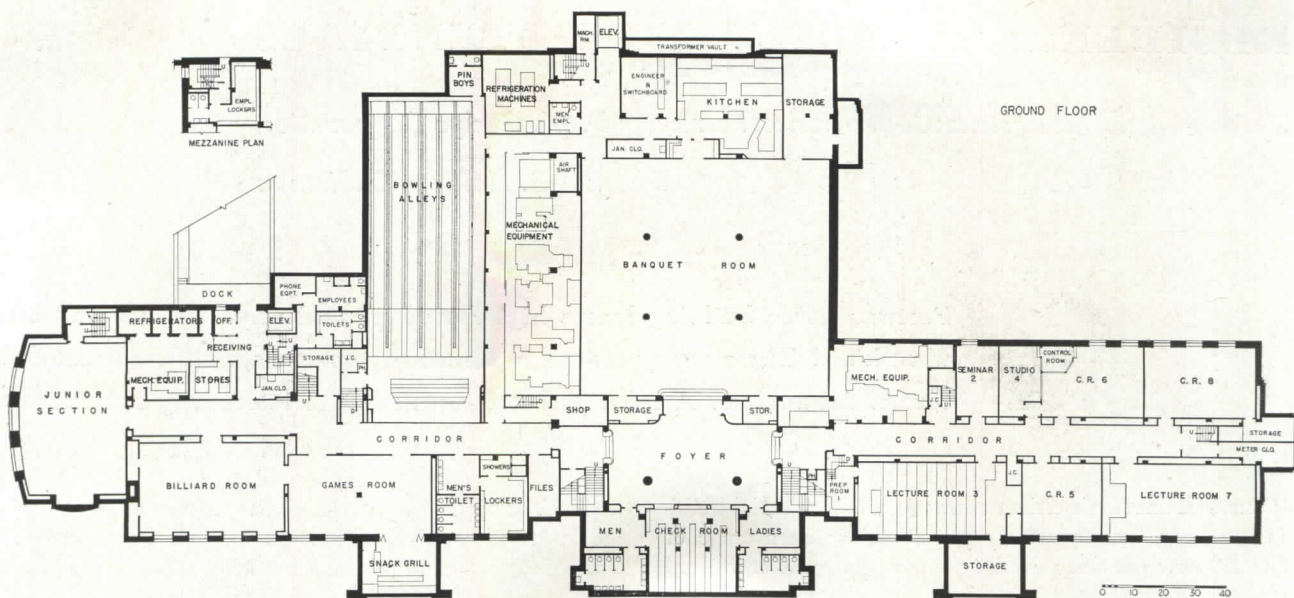 MACH.
RM.
ELEV.
TRANSFORMER VAULT
PIN
BOYS
REFRIGERATION
MACHINES
ENGINEER
&
SWITCHBOARD
KITCHEN
STORAGE
GROUND FLOOR
U
EMPL.
LOCKERS
MEZZANINE PLAN
MEN
EMPL.
JAN. CLO.
AIR
SHAFT
BOWLING
ALLEYS
MECHANICAL
EQUIPMENT
BANQUET ROOM
DOCK
PHONE
EQPT.
EMPLOYEES
TOILETS
REFRIGERATORS
OFF.
ELEV.
RECEIVING
U
STORAGE
J.C.
PH
MECH. EQUIP.
STORES
JAN. CLO.
U
D
JUNIOR
SECTION
MECH. EQUIP.
J.C.
U
SEMINAR
2
STUDIO
4
CONTROL
ROOM
C.R. 6
C.R. 8
D
SHOP
STORAGE
STOR.
CORRIDOR
FOYER
CORRIDOR
U
STORAGE
METER CLO.
BILLIARD ROOM
GAMES ROOM
MEN'S
TOILET
SHOWERS
LOCKERS
FILES
U
U
PH
D
PREP
ROOM
1
LECTURE ROOM 3
J.C.
C.R. 5
LECTURE ROOM 7
MEN
CHECK ROOM
LADIES
SNACK GRILL
STORAGE
0 10 20 30 40